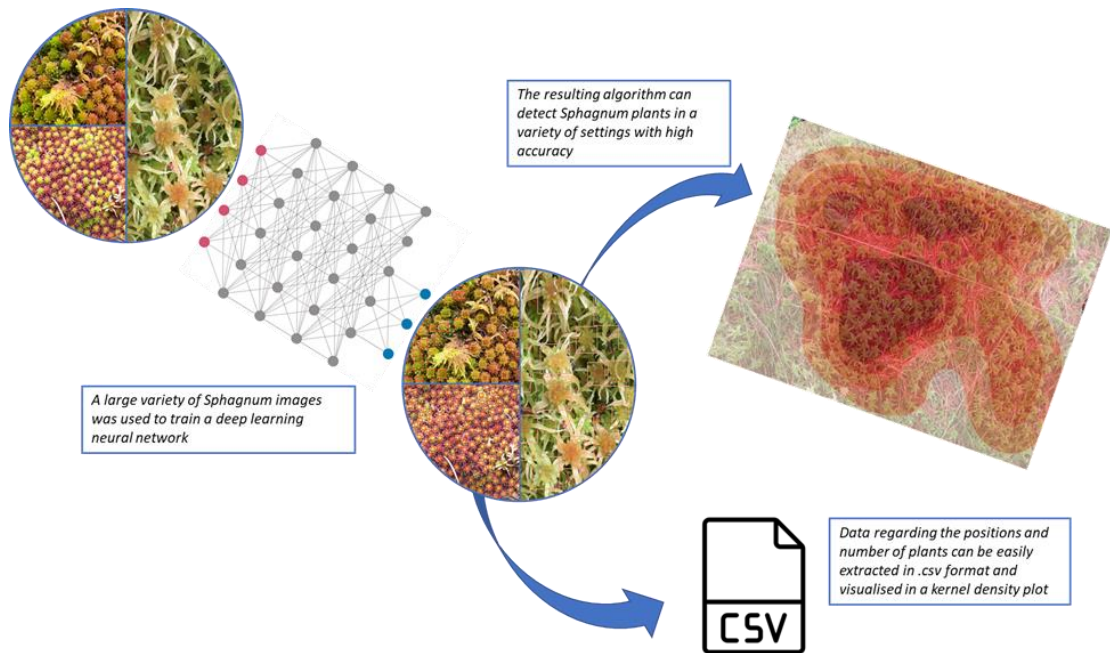 The resulting algorithm can
detect Sphagnum plants in a
variety of settings with high
accuracy
A large variety of Sphagnum images
was used to train a deep learning
neural network
Data regarding the positions and
number of plants can be easily
extracted in .csv format and
visualised in a kernel density plot
CSV